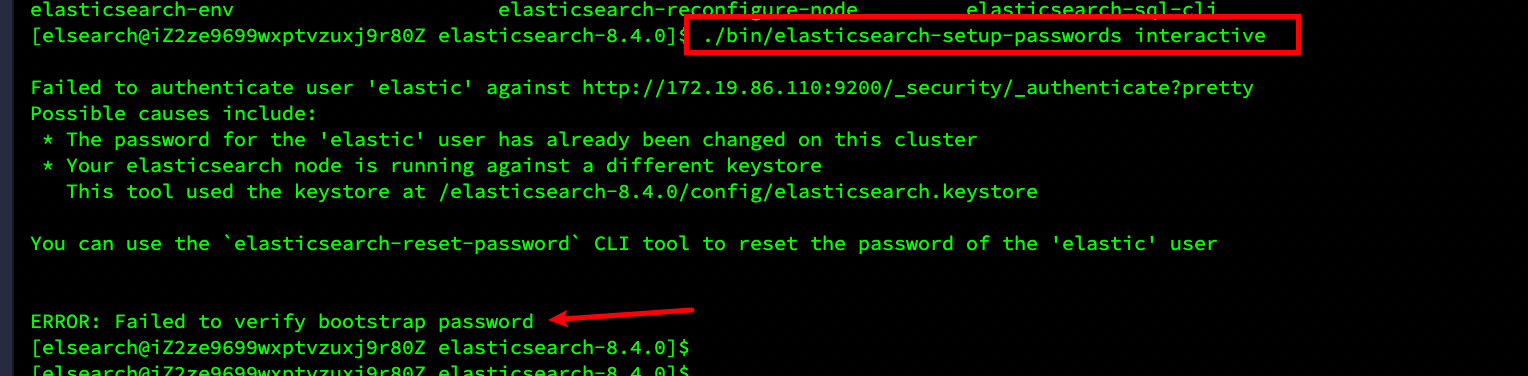 elasticsearch-env                      elasticsearch-reconfigure-node         elasticsearch-sql-cli
[elsearch@iZ2ze9699wxptvzuxj9r80Z elasticsearch-8.4.0]$ ./bin/elasticsearch-setup-passwords interactive
Failed to authenticate user 'elastic' against http://172.19.86.110:9200/_security/_authenticate?pretty
Possible causes include:
 * The password for the 'elastic' user has already been changed on this cluster
 * Your elasticsearch node is running against a different keystore
   This tool used the keystore at /elasticsearch-8.4.0/config/elasticsearch.keystore
You can use the `elasticsearch-reset-password` CLI tool to reset the password of the 'elastic' user
ERROR: Failed to verify bootstrap password
[elsearch@iZ2ze9699wxptvzuxj9r80Z elasticsearch-8.4.0]$
[elsearch@iZ2ze9699wxptvzuxj9r80Z elasticsearch-8.4.0]$